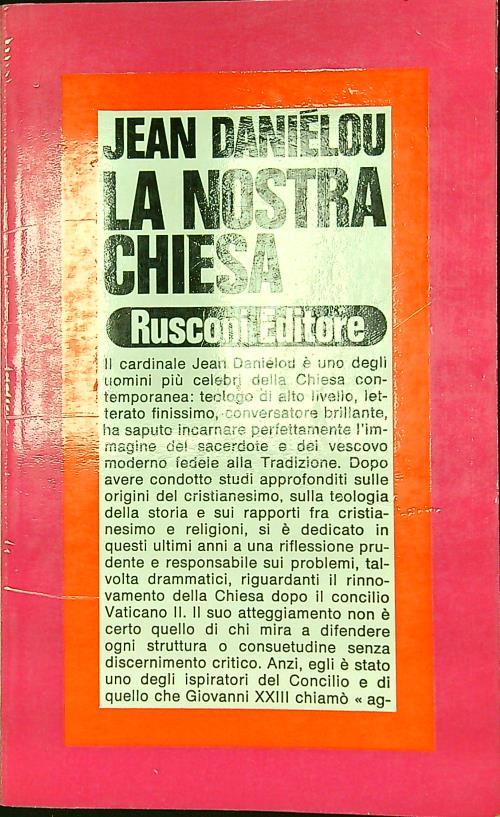 JEAN DANIÉLOU
LA NOSTRA
CHIESA
Rusconi Editore
Il cardinale Jean Daniélou è uno degli
uomini più celebri della Chiesa con-
temporanea: teologo di alto livello, let-
terato finissimo, conversatore brillante,
ha saputo incarnare perfettamente l'im-
magine del sacerdote e del vescovo
moderno fedele alla Tradizione. Dopo
avere condotto studi approfonditi sulle
origini del cristianesimo, sulla teologia
della storia e sui rapporti fra cristia-
nesimo e religioni, si è dedicato in
questi ultimi anni a una riflessione pru-
dente e responsabile sui problemi, tal-
volta drammatici, riguardanti il rinno-
vamento della Chiesa dopo il concilio
Vaticano II. Il suo atteggiamento non è
certo quello di chi mira a difendere
ogni struttura o consuetudine senza
discernimento critico. Anzi, egli è stato
uno degli ispiratori del Concilio e di
quello che Giovanni XXIII chiamò « ag-